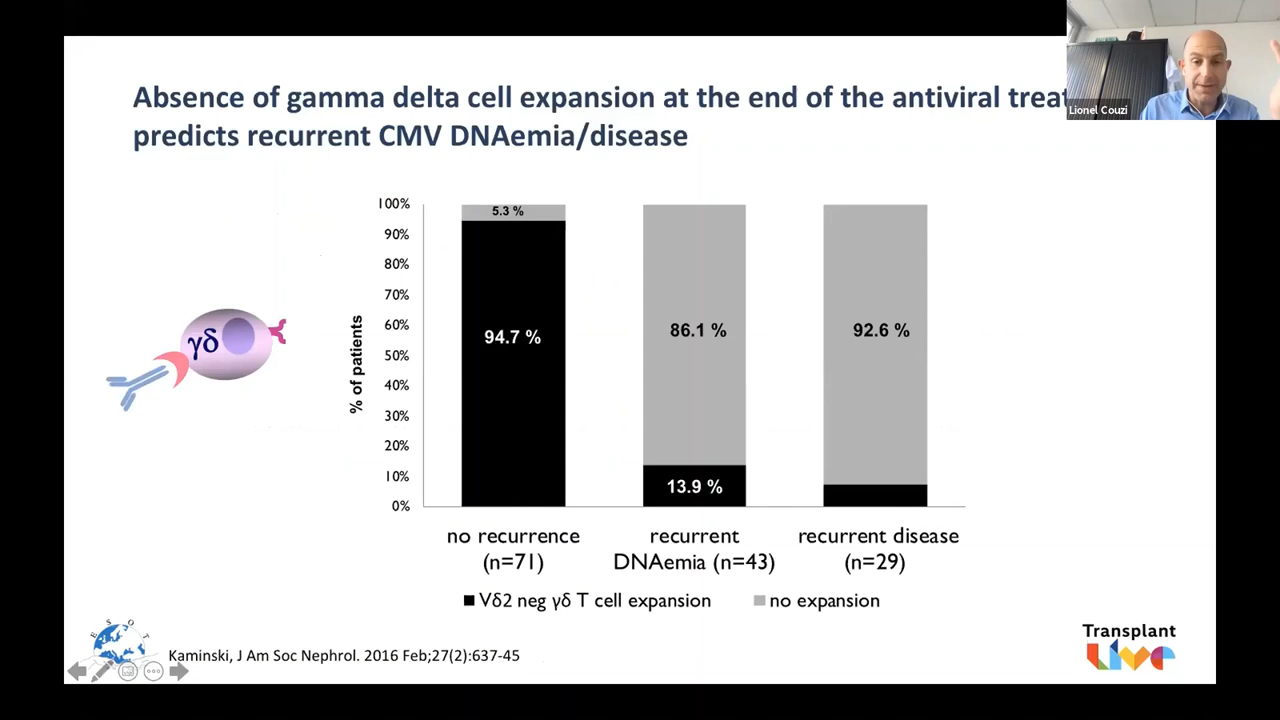 Absence of gamma delta cell expansion at the end of the antiviral
predicts recurrent CMV DNAemia/disease
Lionel Couzi
100%
90%
80%
70%
60%
50%
40%
30%
20%
10%
0%
% of patients
5.3 %
94.7 %
86.1 %
13.9 %
92.6 %
γδ
no recurrence
(n=71)
recurrent
DNAemia (n=43)
recurrent disease
(n=29)
Vδ2 neg γδ T cell expansion
no expansion
E S O T
Kaminski, J Am Soc Nephrol. 2016 Feb;27(2):637-45
Transplant
Live